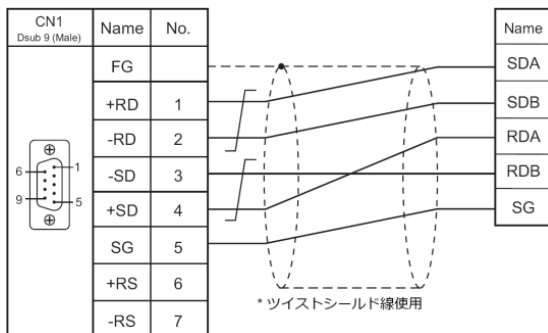 CN1
Dsub 9 (Male)
Name
No.
Name
FG
SDA
+RD
1
SDB
-RD
2
RDA
-SD
3
RDB
+SD
4
SG
SG
5
+RS
6
-RS
7
6
1
9
5
* ツイストシールド線使用